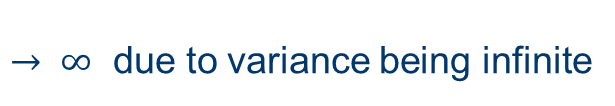 → ∞ due to variance being infinite